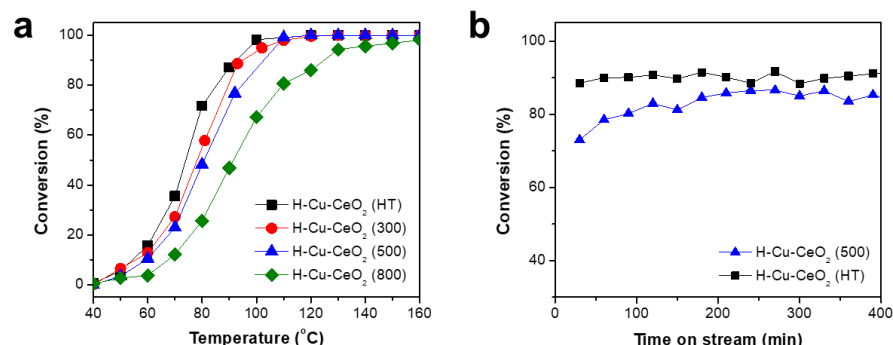 a
Conversion (%)
100
80
60
40
20
0
40 60 80 100 120 140 160
Temperature (°C)
H-Cu-CeO₂ (HT)
H-Cu-CeO₂ (300)
H-Cu-CeO₂ (500)
H-Cu-CeO₂ (800)
b
Conversion (%)
100
80
60
40
0 100 200 300 400
Time on stream (min)
H-Cu-CeO₂ (500)
H-Cu-CeO₂ (HT)